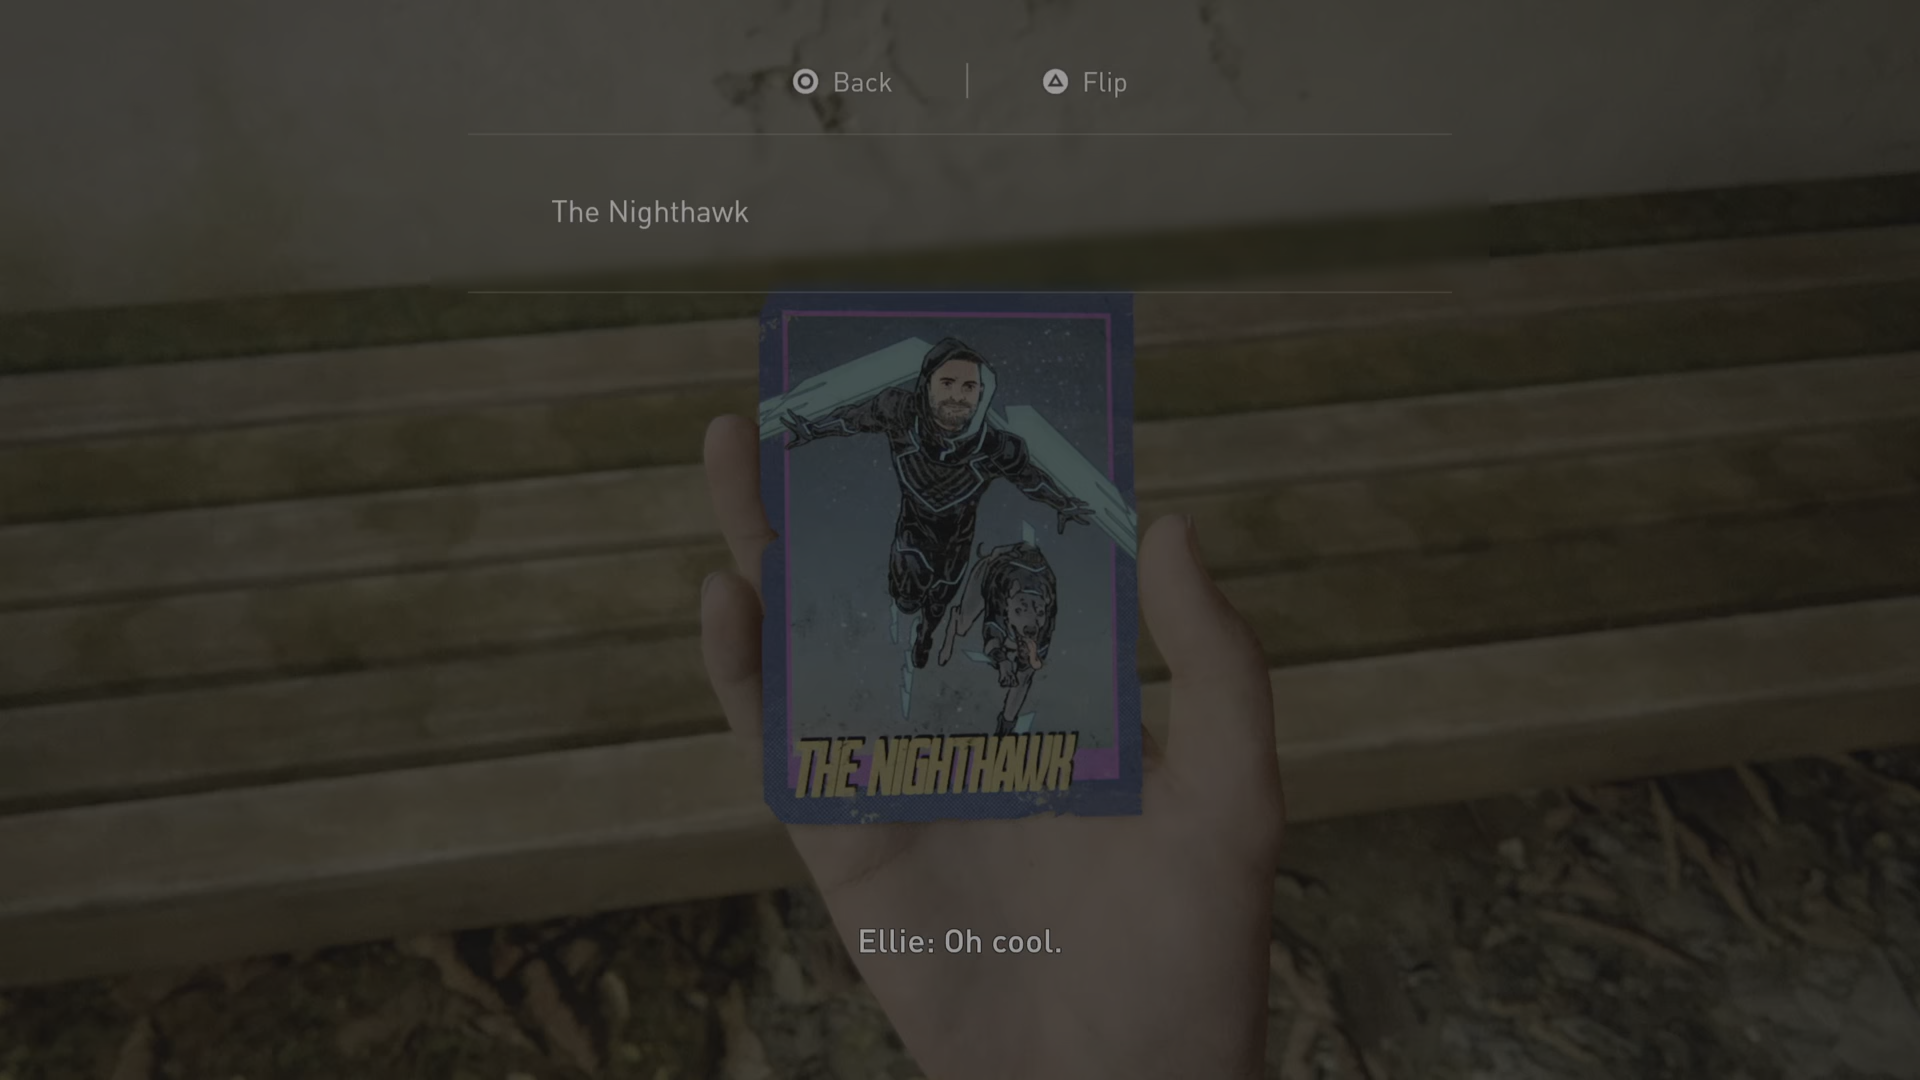 Back | Flip
The Nighthawk
THE NIGHTHAWK
Ellie: Oh cool.